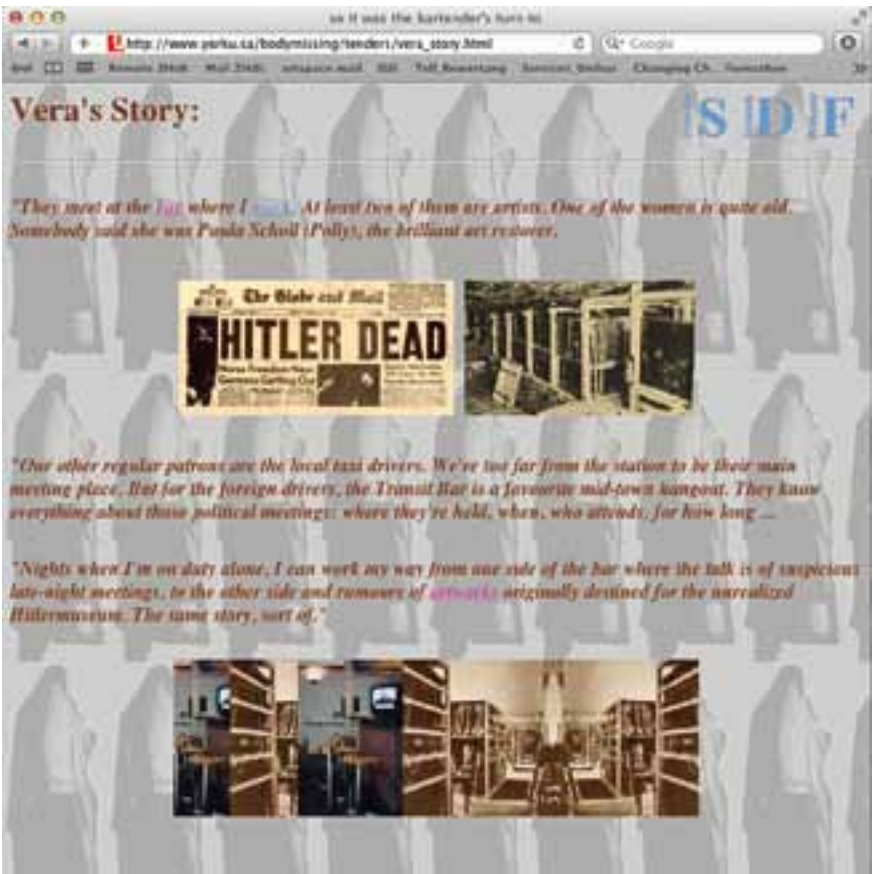 so it was the bartender's turn to
http://www.yorku.ca/bodymissing/tenders/vera_story.html
Google
Vera's Story:
S D F
"They meet at the bar where I work. At least two of them are artists. One of the women is quite old.
Somebody said she was Paula Scholl (Polly), the brilliant art restorer.
The Globe and Mail
HITLER DEAD
"Our other regular patrons are the local taxi drivers. We're too far from the station to be their main
meeting place. But for the foreign drivers, the Transit Bar is a favourite mid-town hangout. They know
everything about those political meetings: where they're held, when, who attends, for how long ...
"Nights when I'm on duty alone, I can work my way from one side of the bar where the talk is of suspicious
late-night meetings, to the other side and rumours of artworks originally destined for the unrealized
Hitlermuseum. The same story, sort of."